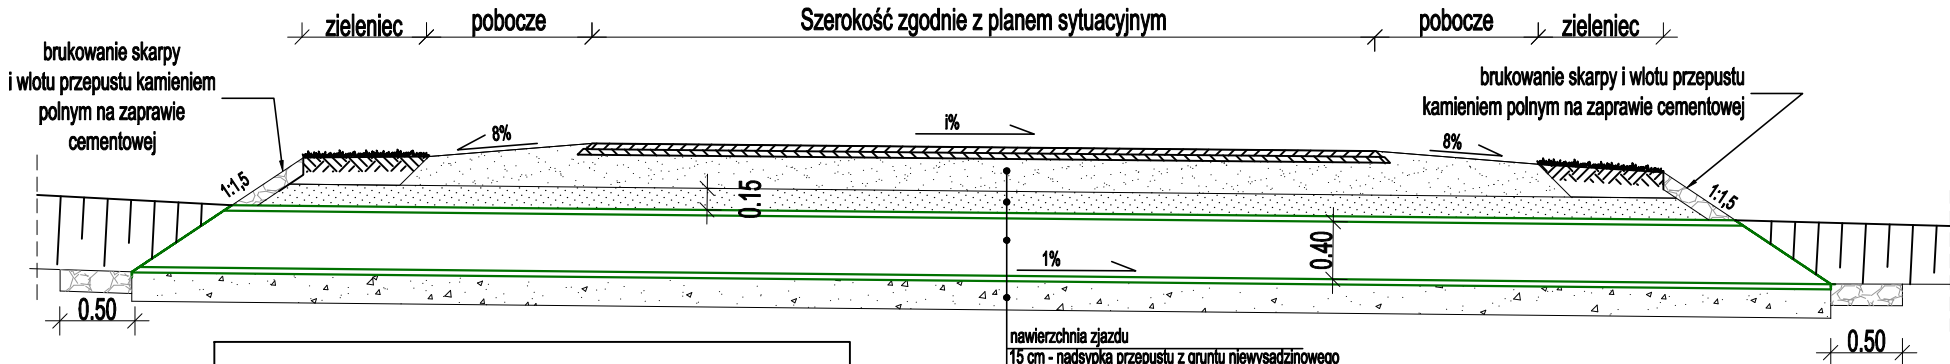 zieleniec
pobocze
Szerokość zgodnie z planem sytuacyjnym
pobocze
zieleniec
brukowanie skarpy
i wlotu przepustu kamieniem
polnym na zaprawie
cementowej
brukowanie skarpy i wlotu przepustu
kamieniem polnym na zaprawie cementowej
8%
i%
8%
1:1,5
0.15
1:1,5
0.40
1%
0.50
0.50
nawierzchnia zjazdu
15 cm - nadsypka przepustu z gruntu niewysadzinowego